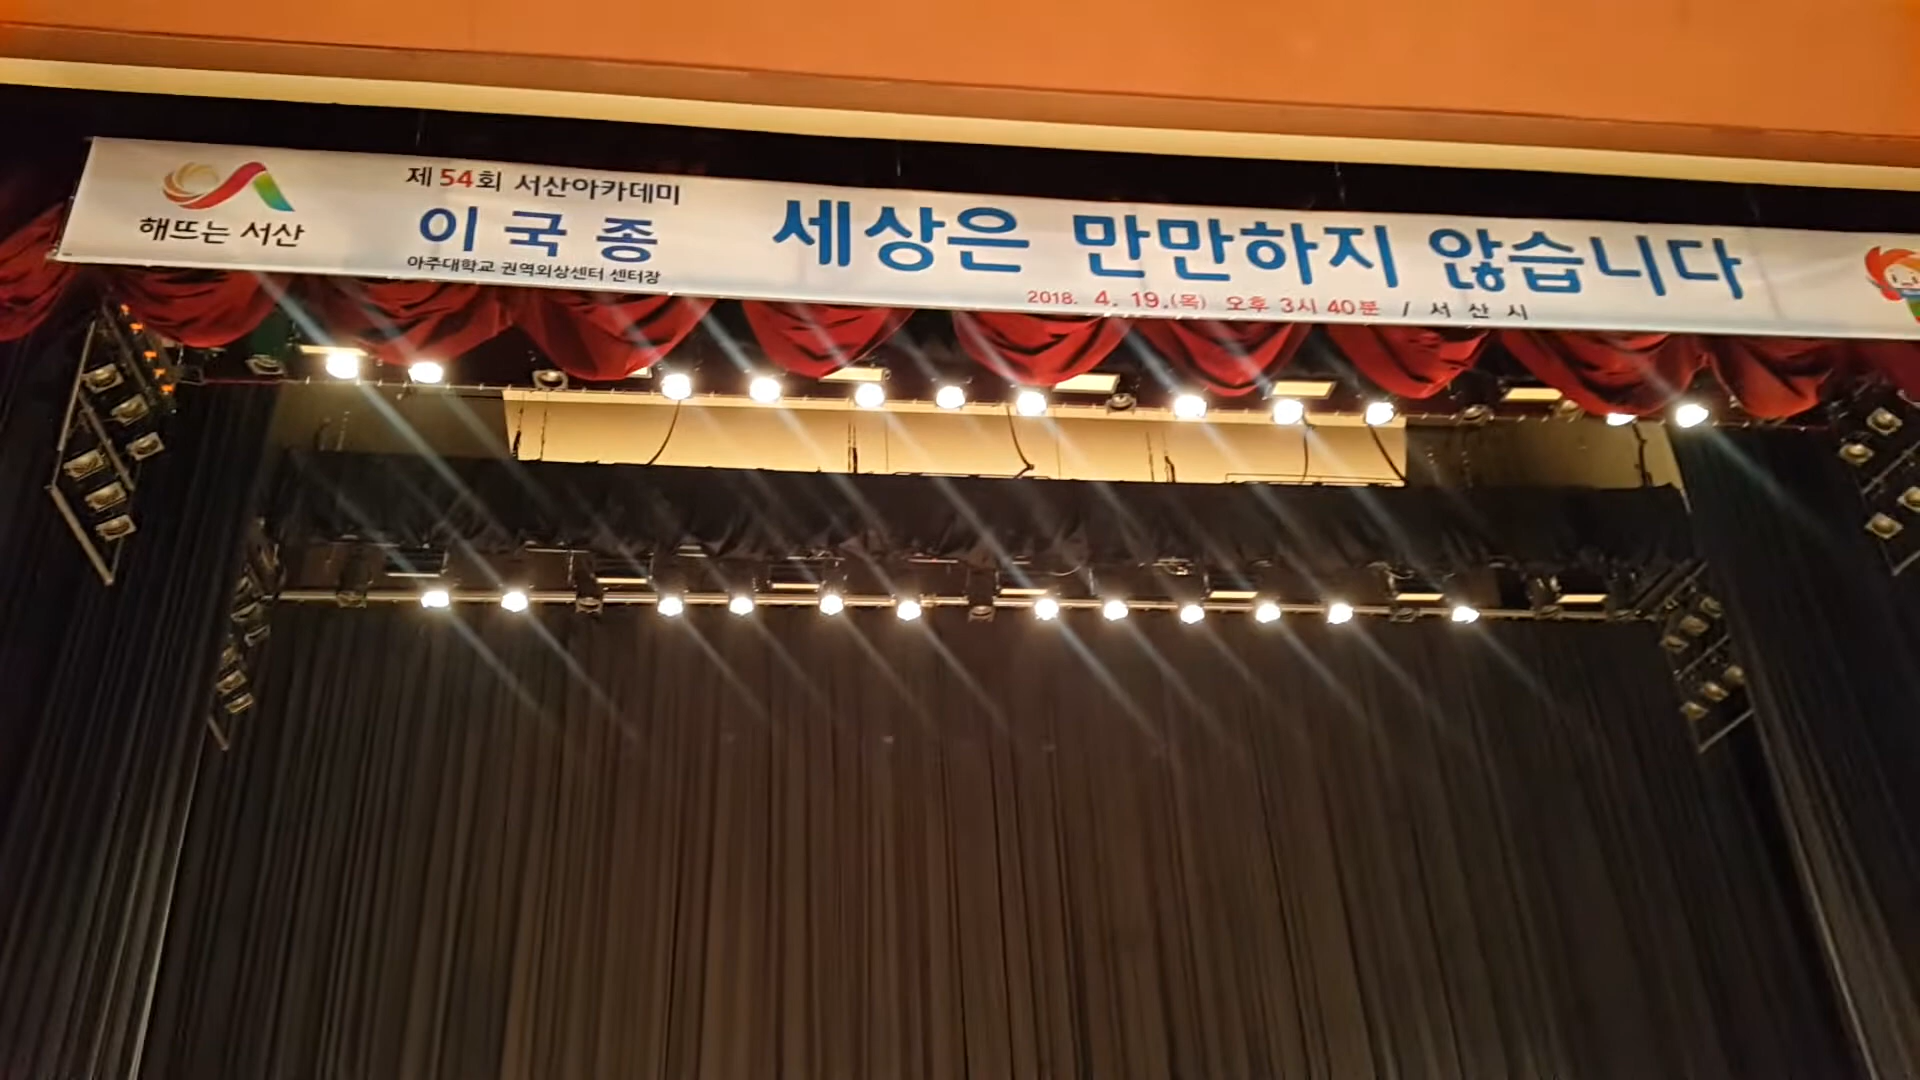 해뜨는 서산
제54회 서산아카데미
이국종
아주대학교 권역외상센터 센터장
세상은 만만하지 않습니다
2018. 4. 19.(목) 오후 3시 40분 / 서 산 시